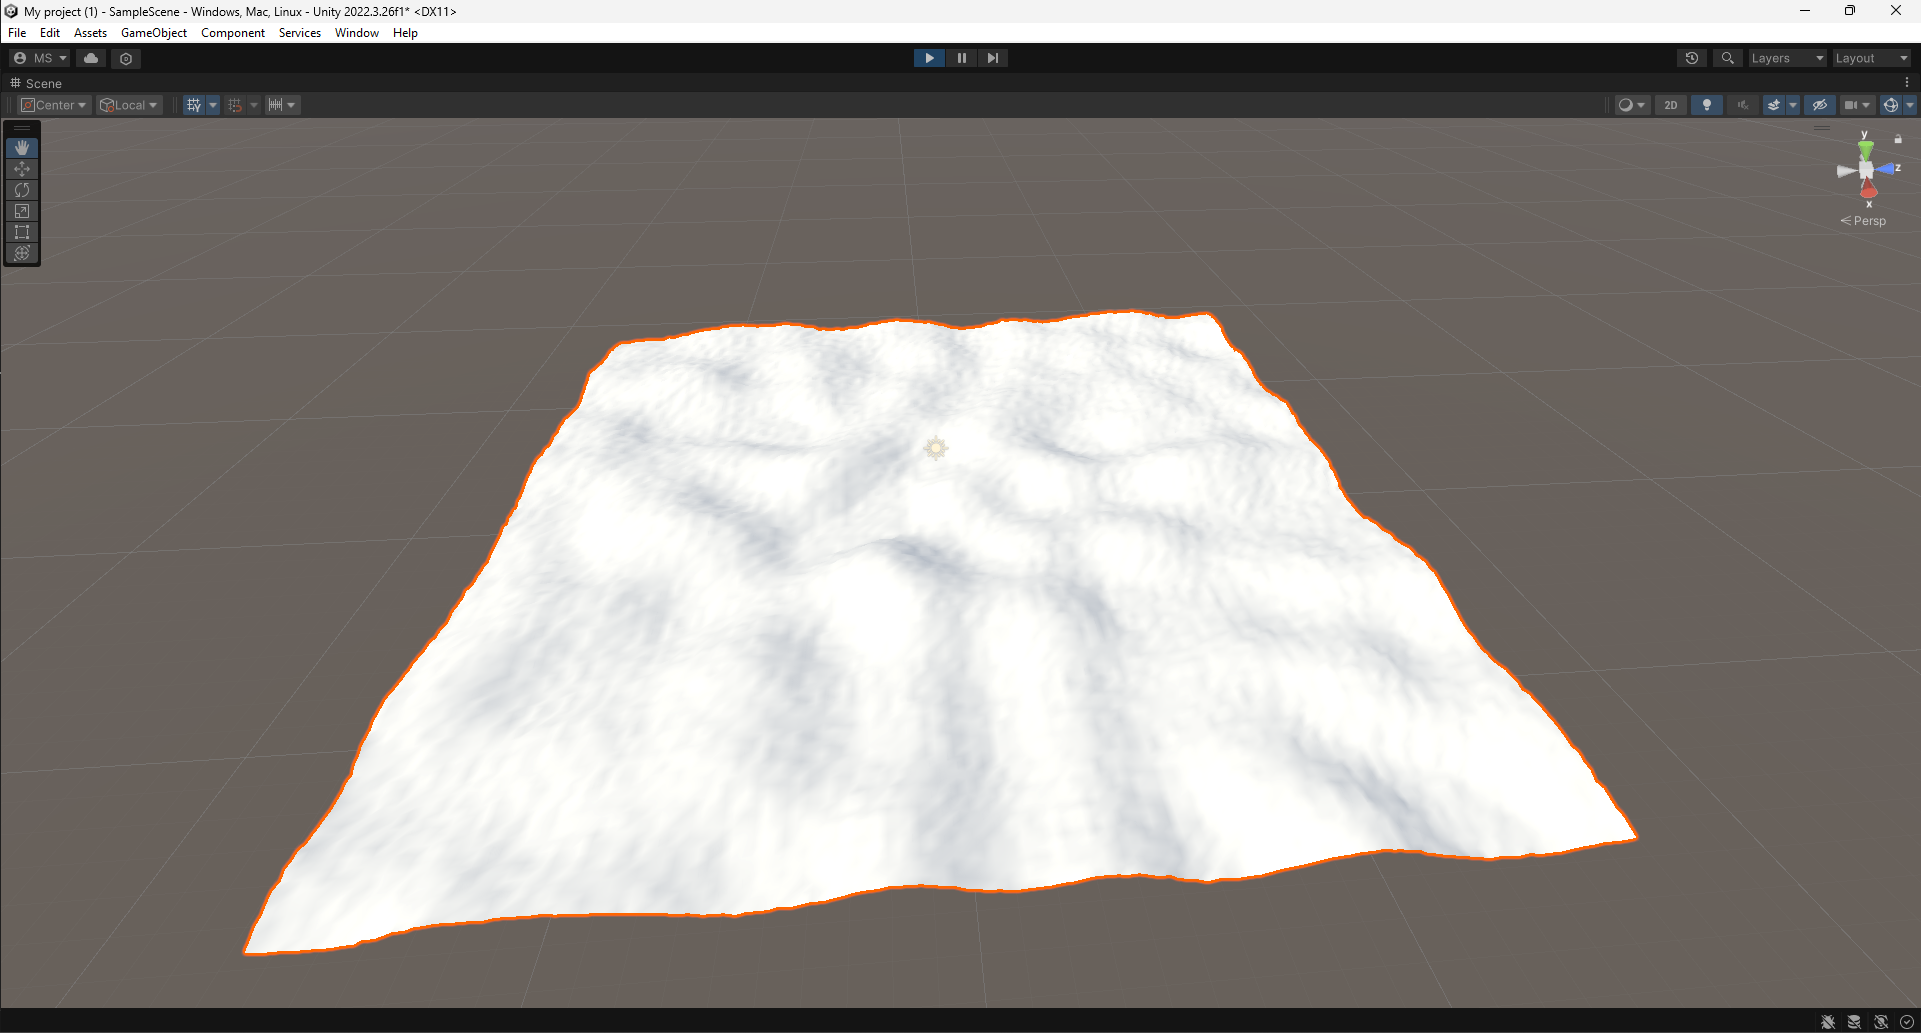 My project (1) - SampleScene - Windows, Mac, Linux - Unity 2022.3.26f1* <DX11>
File Edit Assets GameObject Component Services Window Help
MS Layers Layout
Scene
Center Local 2D
y
z
x
< Persp